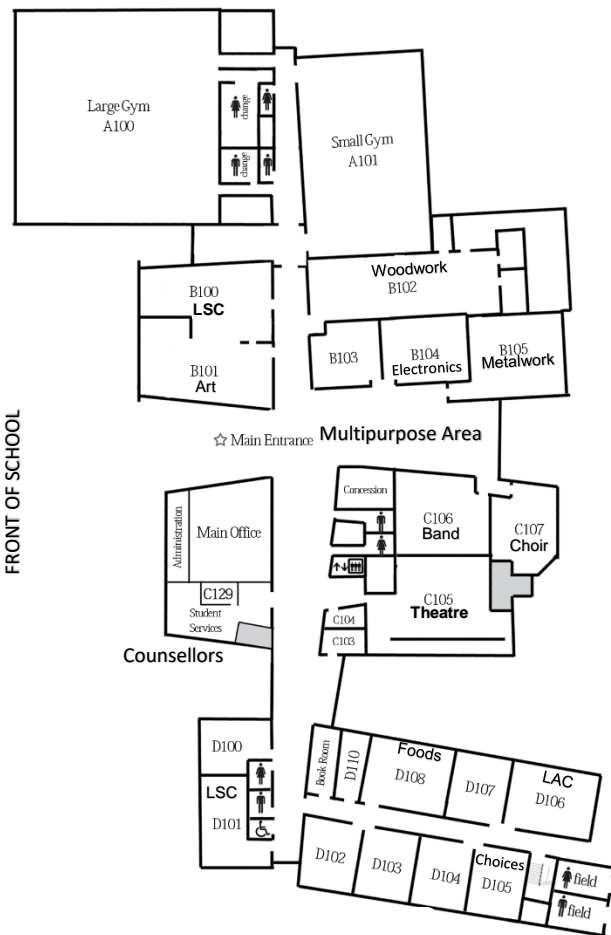 Large Gym
A100
change
change
Small Gym
A101
Woodwork
B102
B100
LSC
B101
Art
B103
B104
Electronics
B105
Metalwork
FRONT OF SCHOOL
Main Entrance
Multipurpose Area
Administration
Main Office
C129
Student
Services
Counsellors
Concession
C106
Band
C107
Choir
C105
Theatre
C104
C103
D100
LSC
D101
Book Room
D110
Foods
D108
D107
LAC
D106
D102
D103
D104
Choices
D105
field
field